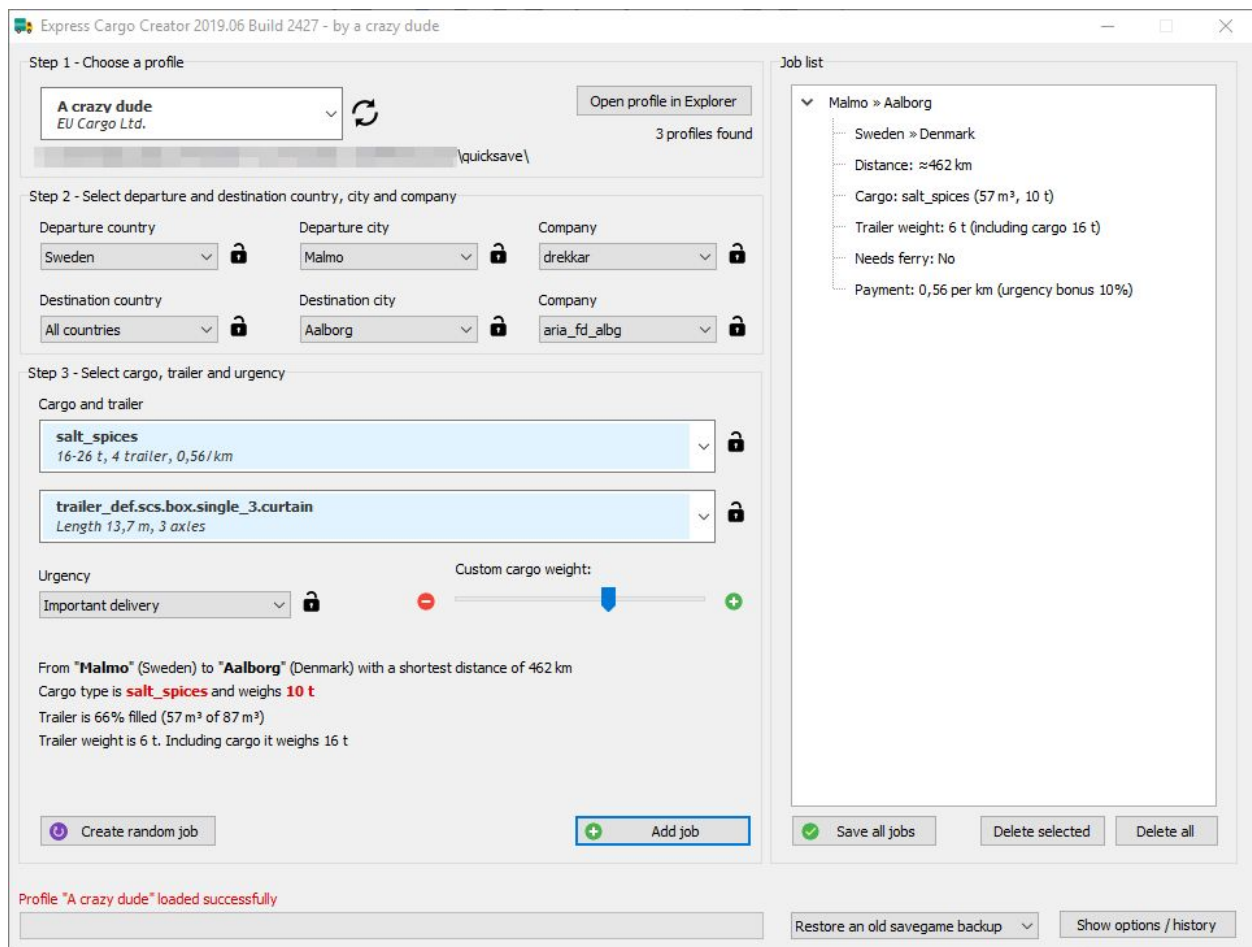 Express Cargo Creator 2019.06 Build 2427 - by a crazy dude
Step 1 - Choose a profile
A crazy dude
EU Cargo Ltd.
Open profile in Explorer
3 profiles found
\quicksave\
Step 2 - Select departure and destination country, city and company
Departure country
Departure city
Company
Sweden
Malmo
drekkar
Destination country
Destination city
Company
All countries
Aalborg
aria_fd_albg
Step 3 - Select cargo, trailer and urgency
Cargo and trailer
salt_spices
16-26 t, 4 trailer, 0,56/km
trailer_def.scs.box.single_3.curtain
Length 13,7 m, 3 axles
Urgency
Custom cargo weight:
Important delivery
From "Malmo" (Sweden) to "Aalborg" (Denmark) with a shortest distance of 462 km
Cargo type is salt_spices and weighs 10 t
Trailer is 66% filled (57 m³ of 87 m³)
Trailer weight is 6 t. Including cargo it weighs 16 t
Create random job
Add job
Job list
Malmo » Aalborg
Sweden » Denmark
Distance: ≈462 km
Cargo: salt_spices (57 m³, 10 t)
Trailer weight: 6 t (including cargo 16 t)
Needs ferry: No
Payment: 0,56 per km (urgency bonus 10%)
Save all jobs
Delete selected
Delete all
Profile "A crazy dude" loaded successfully
Restore an old savegame backup
Show options / history